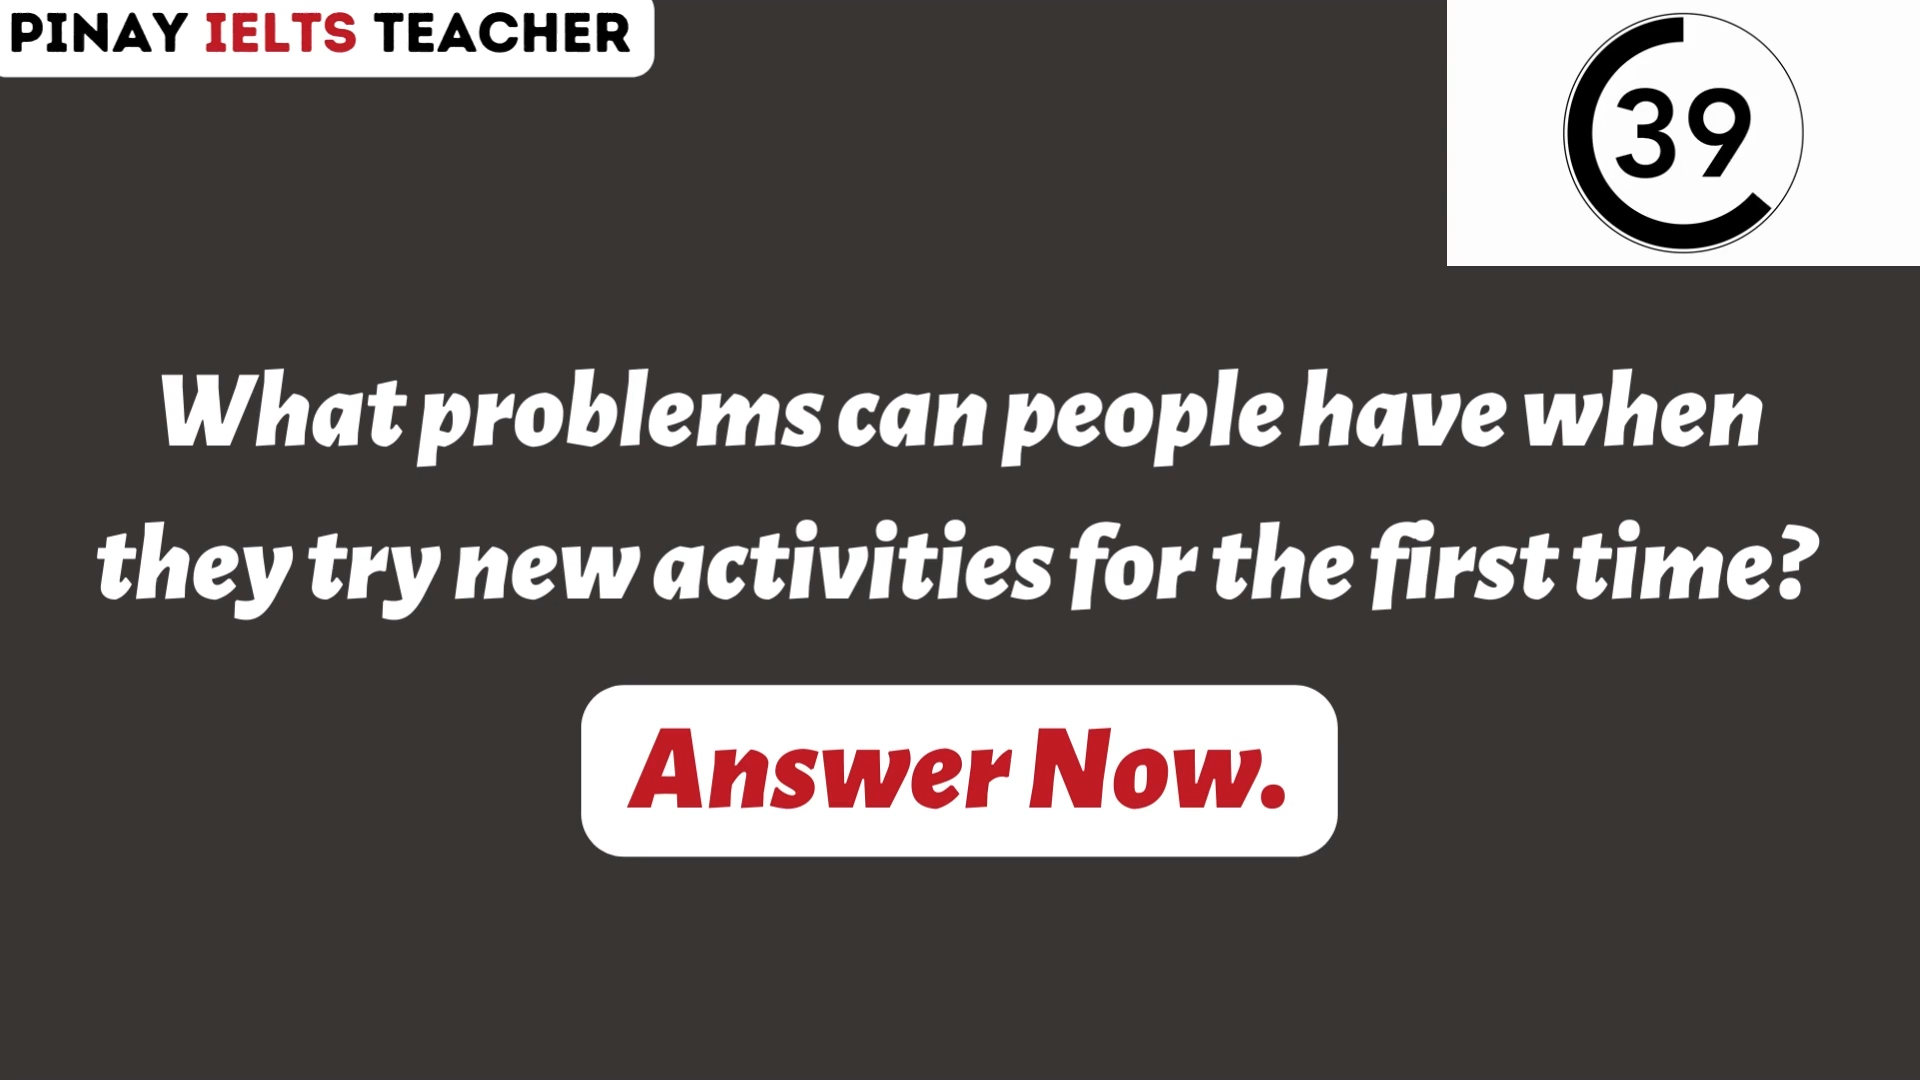 PINAY IELTS TEACHER
39
What problems can people have when
they try new activities for the first time?
Answer Now.